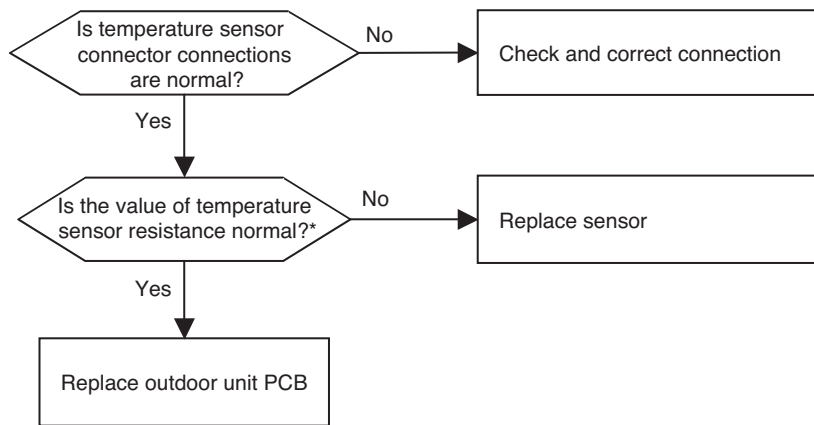 Is temperature sensor
connector connections
are normal?
No
Check and correct connection
Yes
Is the value of temperature
sensor resistance normal?*
No
Replace sensor
Yes
Replace outdoor unit PCB